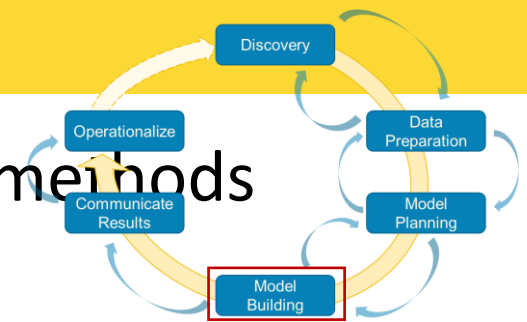 Discovery
Operationalize
Data
Preparation
methods
Communicate
Results
Model
Planning
Model
Building